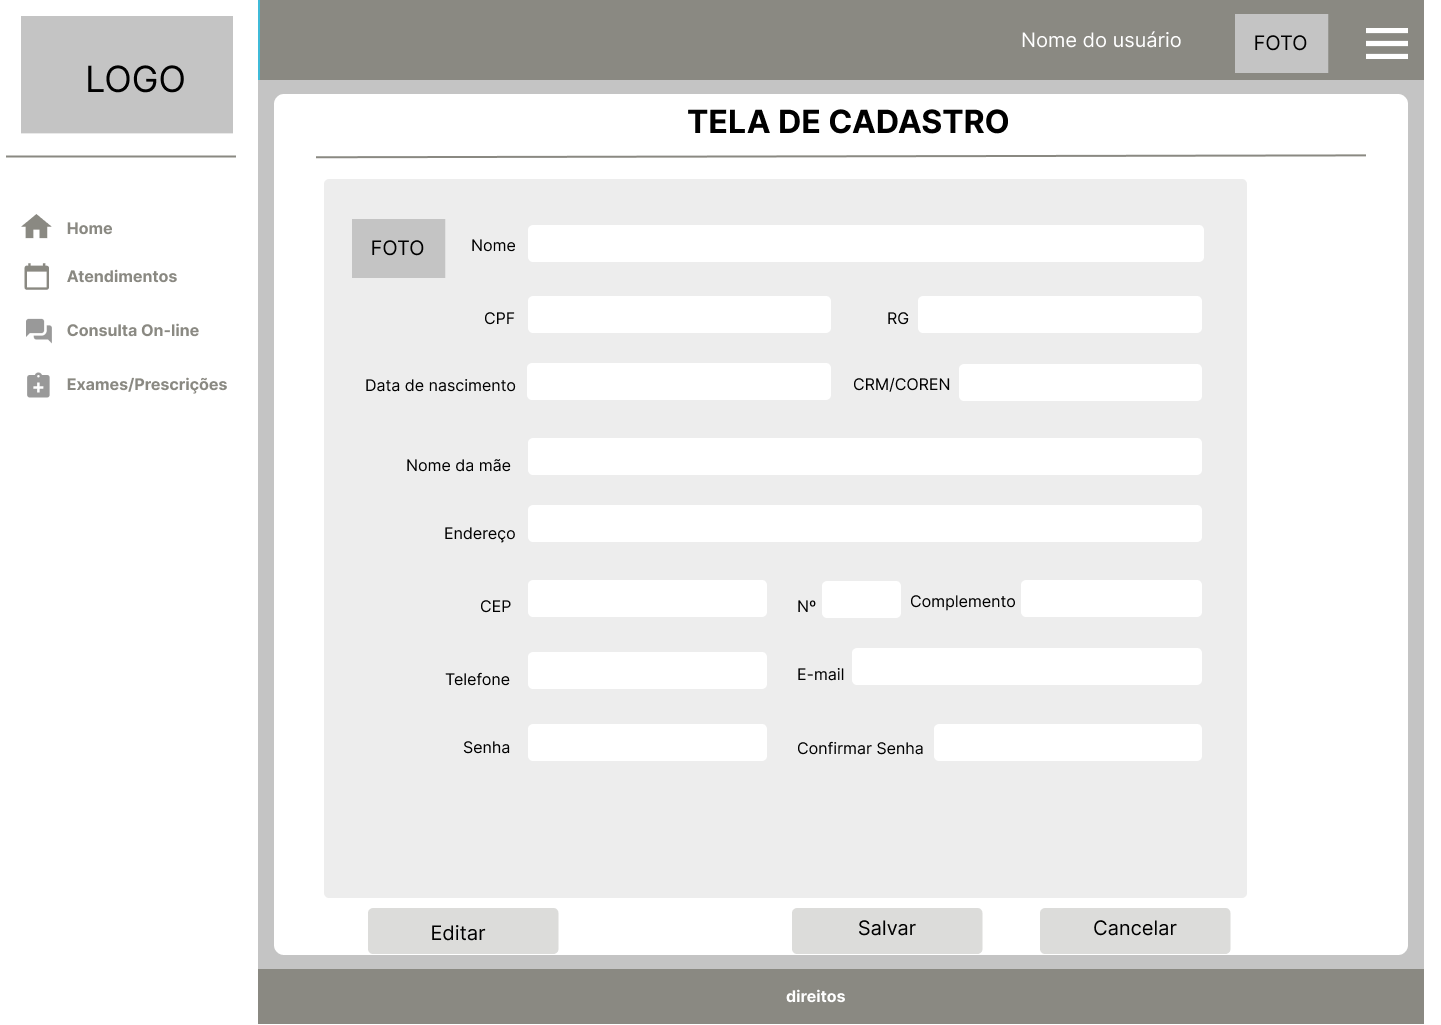 LOGO
Nome do usuário
FOTO
TELA DE CADASTRO
Home
Atendimentos
Consulta On-line
Exames/Prescrições
FOTO
Nome
CPF
RG
Data de nascimento
CRM/COREN
Nome da mãe
Endereço
CEP
Nº
Complemento
Telefone
E-mail
Senha
Confirmar Senha
Editar
Salvar
Cancelar
direitos